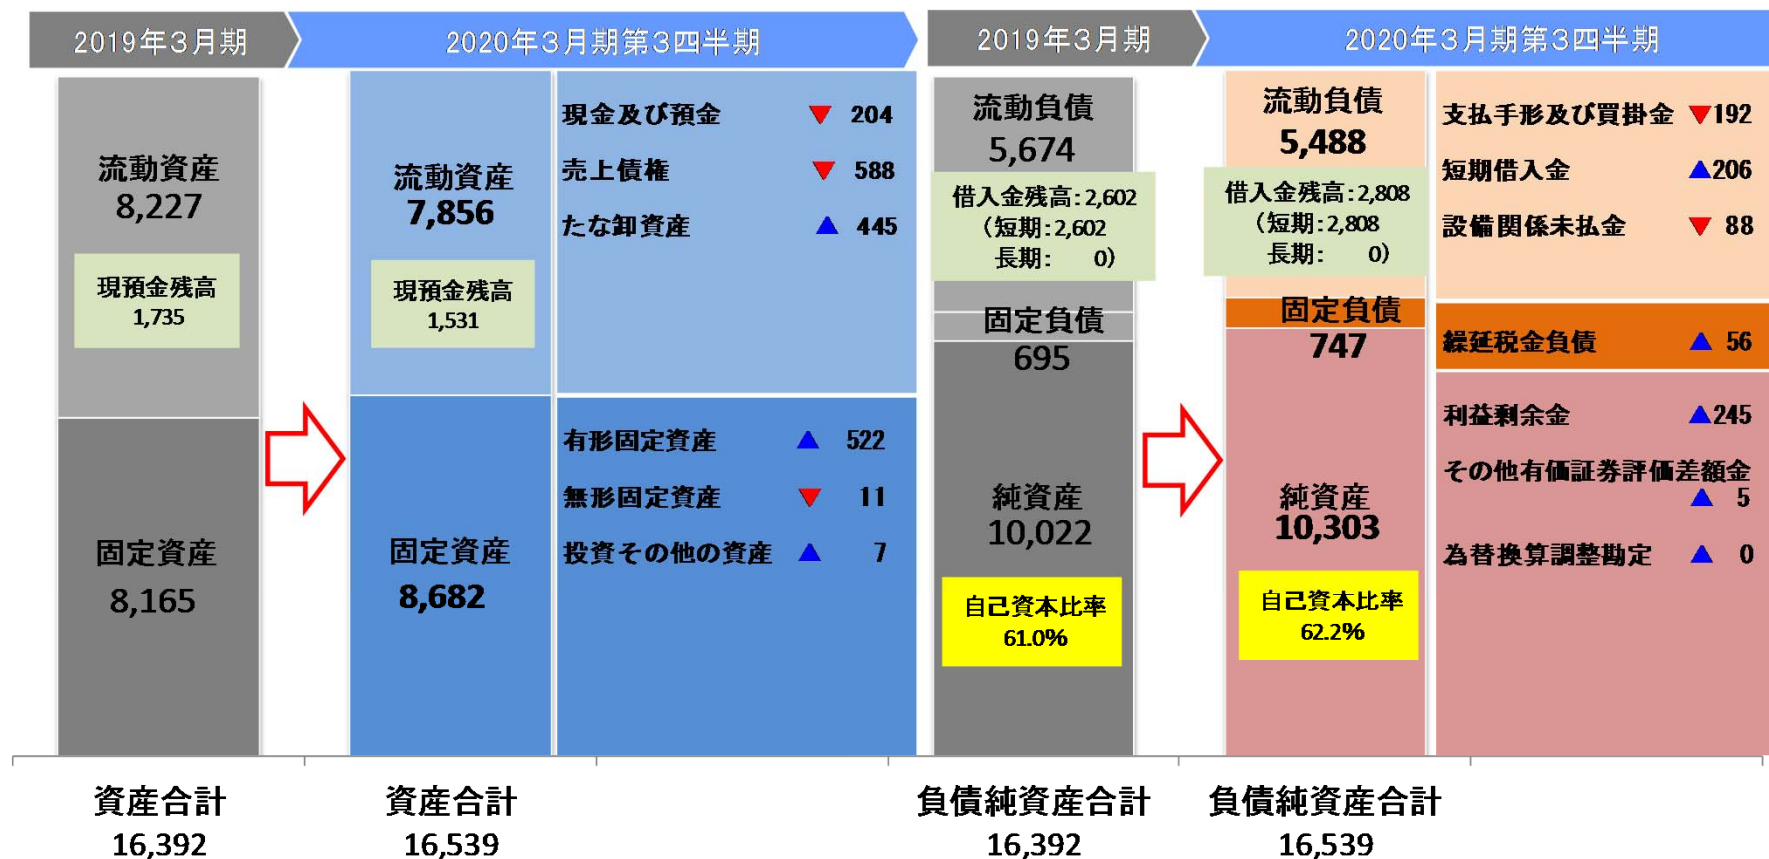 2019年３月期
2020年３月期第３四半期
2019年３月期
2020年３月期第３四半期
流動資産
8,227
現預金残高
1,735
固定資産
8,165
流動資産
7,856
現預金残高
1,531
固定資産
8,682
現金及び預金 ▼ 204
売上債権 ▼ 588
たな卸資産 ▲ 445
有形固定資産 ▲ 522
無形固定資産 ▼ 11
投資その他の資産 ▲ 7
流動負債
5,674
借入金残高：2,602
（短期：2,602
長期： 0）
固定負債
695
純資産
10,022
自己資本比率
61.0%
流動負債
5,488
借入金残高：2,808
（短期：2,808
長期： 0）
固定負債
747
純資産
10,303
自己資本比率
62.2%
支払手形及び買掛金 ▼192
短期借入金 ▲206
設備関係未払金 ▼ 88
繰延税金負債 ▲ 56
利益剰余金 ▲245
その他有価証券評価差額金
▲ 5
為替換算調整勘定 ▲ 0
資産合計
16,392
資産合計
16,539
負債純資産合計
16,392
負債純資産合計
16,539